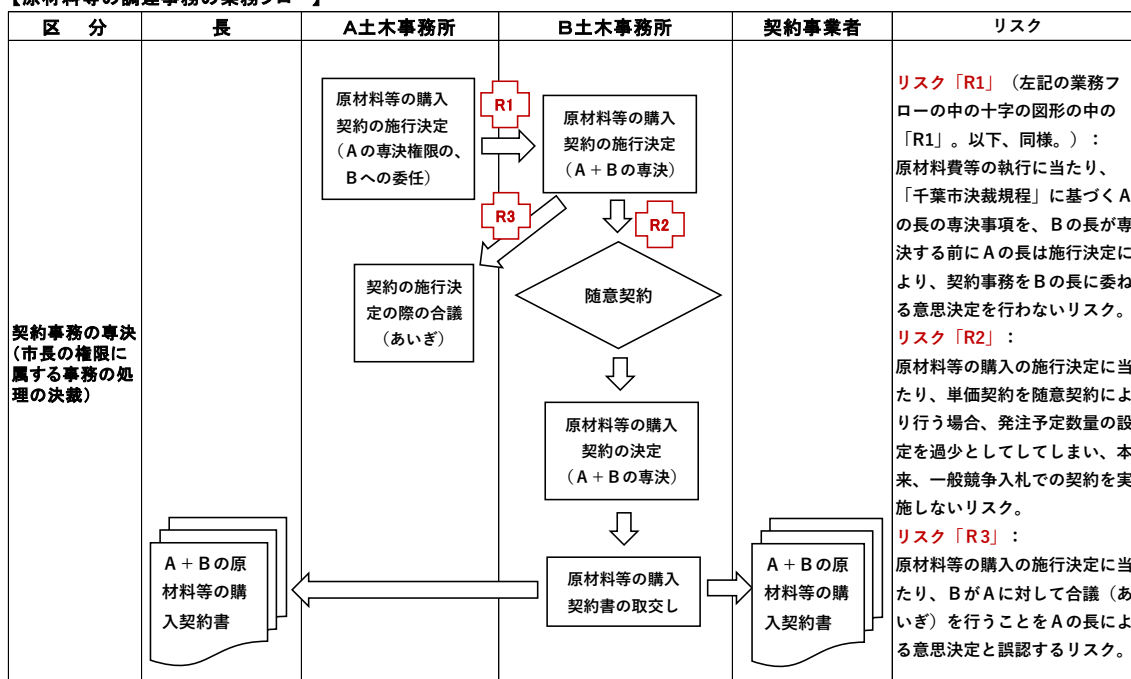 【原材料等の調達事務の業務フロー】
区　分
長
A土木事務所
B土木事務所
契約事業者
リスク
契約事務の専決
(市長の権限に
属する事務の処
理の決裁)
原材料等の購入
契約の施行決定
(Aの専決権限の、
Bへの委任)
R1
原材料等の購入
契約の施行決定
(A+Bの専決)
R3
R2
契約の施行決
定の際の合議
(あいぎ)
随意契約
原材料等の購入
契約の決定
(A+Bの専決)
原材料等の購入
契約書の取交し
A+Bの原
材料等の購
入契約書
A+Bの原
材料等の購
入契約書
リスク「R1」(左記の業務フ
ローの中の十字の図形の中の
「R1」。以下、同様。):
原材料費等の執行に当たり、
「千葉市決裁規程」に基づくA
の長の専決事項を、Bの長が専
決する前にAの長は施行決定に
より、契約事務をBの長に委ね
る意思決定を行わないリスク。
リスク「R2」:
原材料等の購入の施行決定に当
たり、単価契約を随意契約によ
り行う場合、発注予定数量の設
定を過少としてしてしまい、本
来、一般競争入札での契約を実
施しないリスク。
リスク「R3」:
原材料等の購入の施行決定に当
たり、BがAに対して合議(あ
いぎ)を行うことをAの長によ
る意思決定と誤認するリスク。